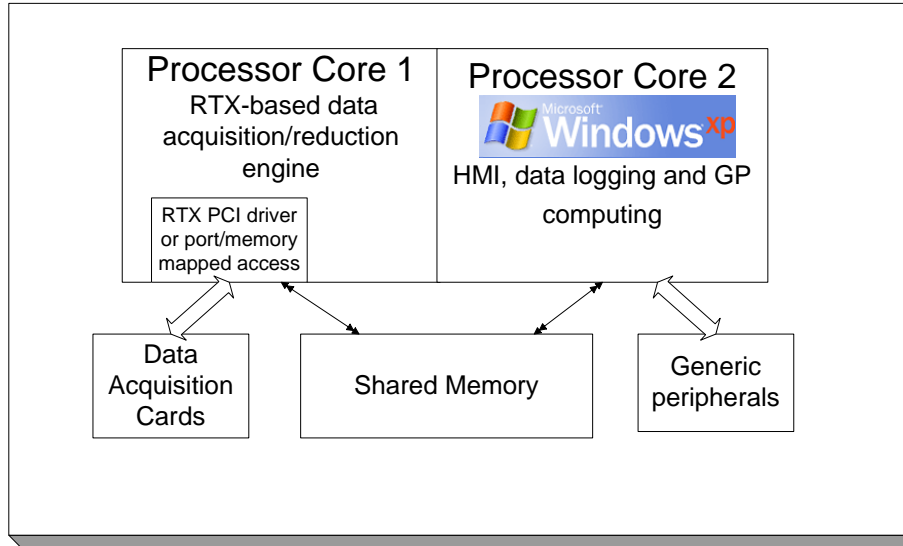 Processor Core 1
RTX-based data
acquisition/reduction
engine
RTX PCI driver
or port/memory
mapped access
Processor Core 2
Microsoft
Windows xp
HMI, data logging and GP
computing
Data
Acquisition
Cards
Shared Memory
Generic
peripherals